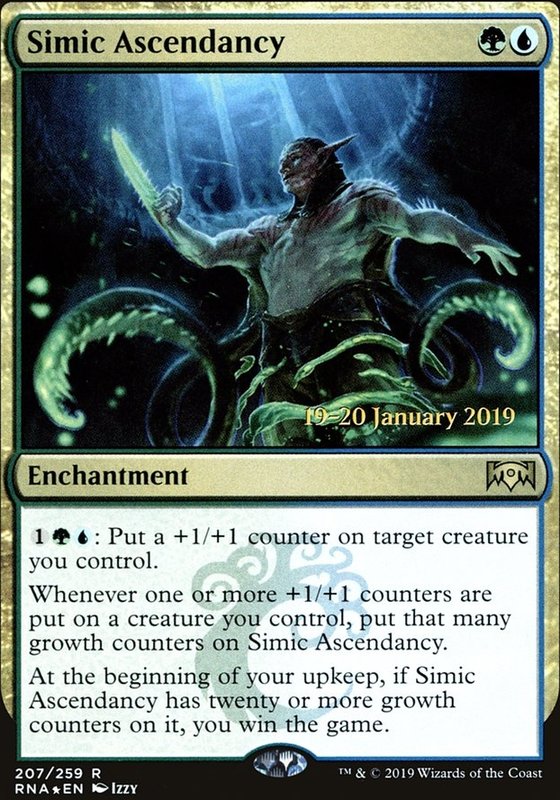 Simic Ascendancy
19–20 January 2019
Enchantment
1 : Put a +1/+1 counter on target creature
you control.
Whenever one or more +1/+1 counters are
put on a creature you control, put that many
growth counters on Simic Ascendancy.
At the beginning of your upkeep, if Simic
Ascendancy has twenty or more growth
counters on it, you win the game.
207/259 R
™ & © 2019 Wizards of the Coast
RNA★EN Izzy